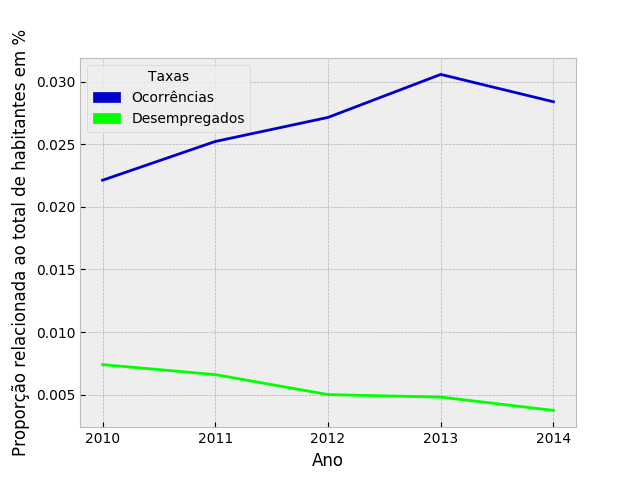 Proporção relacionada ao total de habitantes em %
Taxas
Ocorrências
Desempregados
0.030
0.025
0.020
0.015
0.010
0.005
2010 2011 2012 2013 2014
Ano